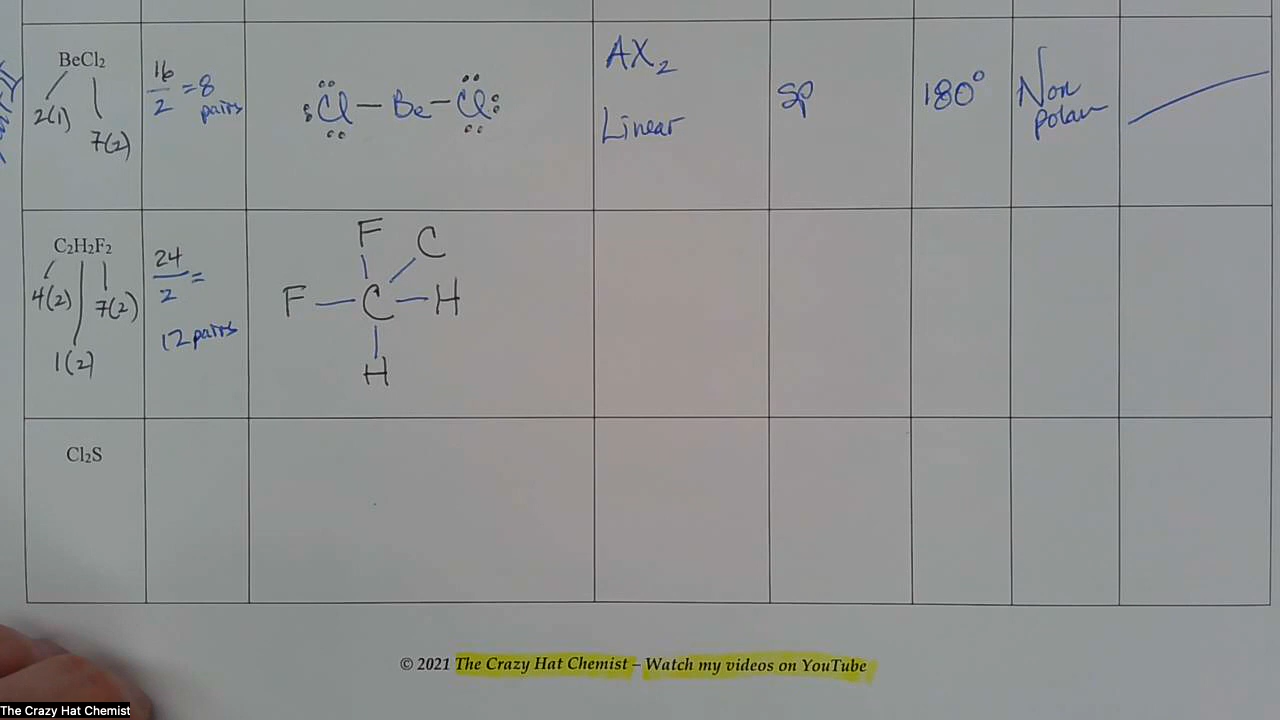 BeCl₂
2(1)
7(2)
16
2
= 8
pairs
Cl — Be — Cl
AX₂
Linear
sp
180°
Non
polar
C₂H₂F₂
4(2)
7(2)
1(2)
24
2
=
12 pairs
F
C
F — C — H
H
Cl₂S
© 2021 The Crazy Hat Chemist – Watch my videos on YouTube
The Crazy Hat Chemist